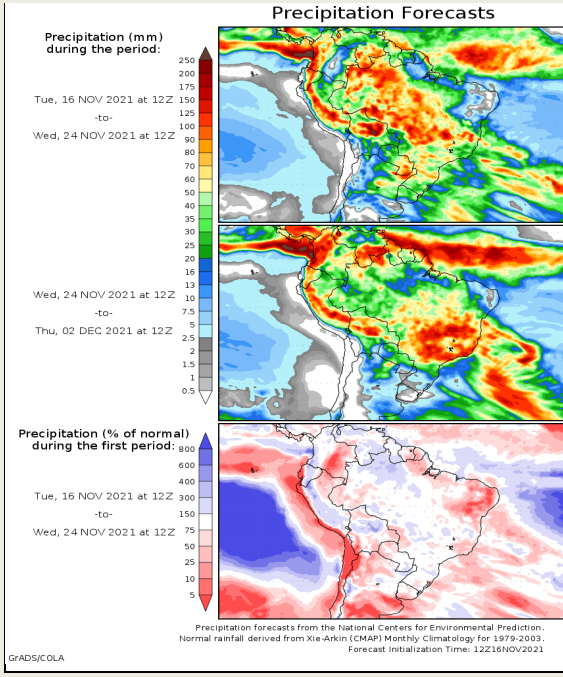 Precipitation Forecasts
Precipitation (mm)
during the period:
Tue, 16 NOV 2021 at 12Z
-to-
Wed, 24 NOV 2021 at 12Z
250
200
175
150
125
100
90
80
70
60
50
40
35
30
25
20
16
13
10
7.5
5
2.5
2
1.5
1
0.5
Wed, 24 NOV 2021 at 12Z
-to-
Thu, 02 DEC 2021 at 12Z
Precipitation (% of normal)
during the first period:
800
600
400
300
150
75
50
25
10
5
Tue, 16 NOV 2021 at 12Z
-to-
Wed, 24 NOV 2021 at 12Z
Precipitation forecasts from the National Centers for Environmental Prediction.
Normal rainfall derived from Xie-Arkin (CMAP) Monthly Climatology for 1979-2003.
Forecast Initialization Time: 12Z16NOV2021
GrADS/COLA